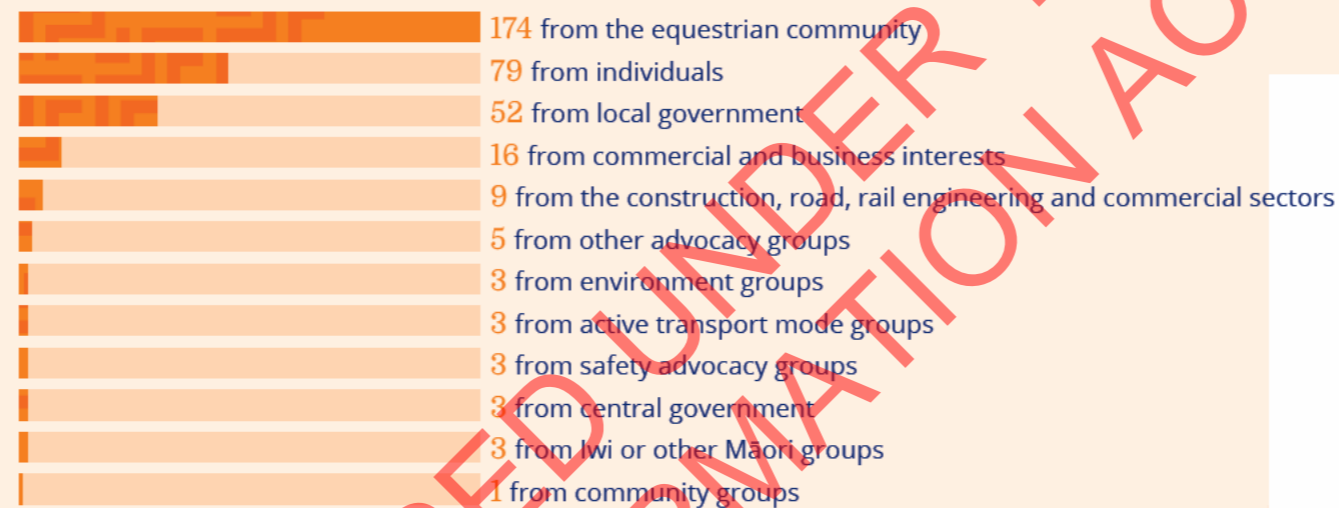 174 from the equestrian community
79 from individuals
52 from local government
16 from commercial and business interests
9 from the construction, road, rail engineering and commercial sectors
5 from other advocacy groups
3 from environment groups
3 from active transport mode groups
3 from safety advocacy groups
3 from central government
3 from Iwi or other Māori groups
1 from community groups
UNDER